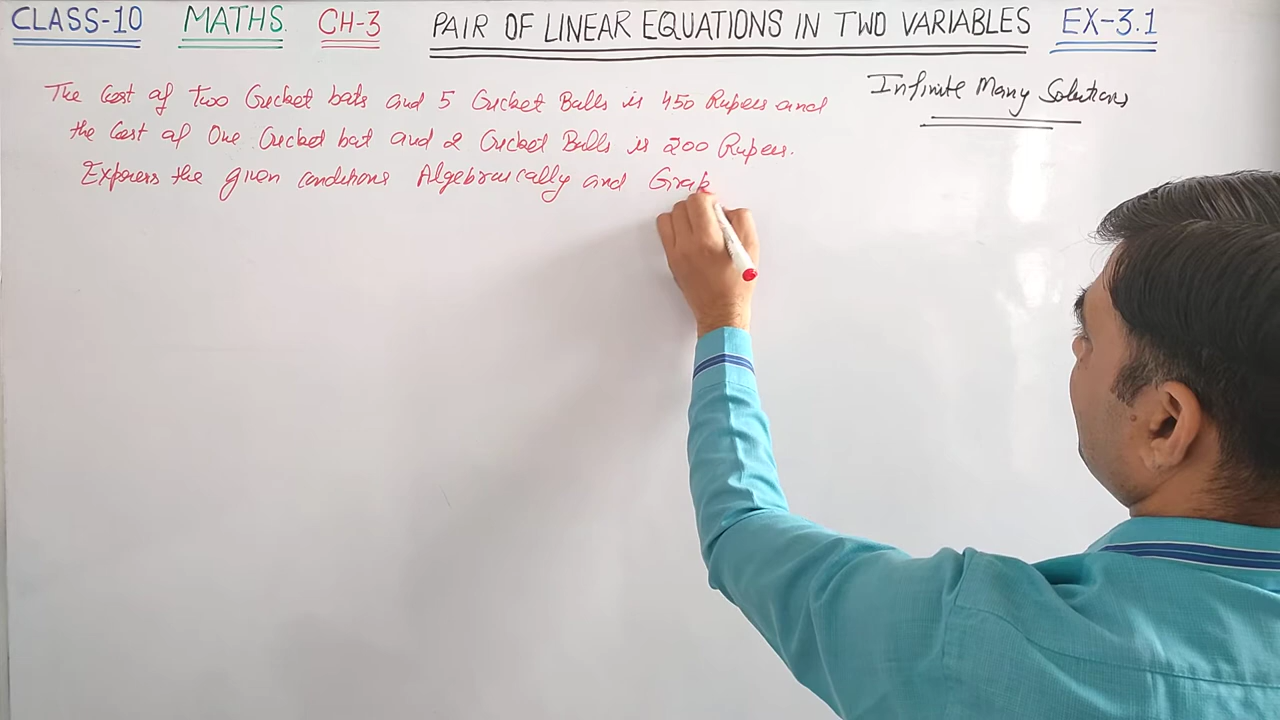 CLASS-10 MATHS CH-3 PAIR OF LINEAR EQUATIONS IN TWO VARIABLES EX-3.1
Infinite Many Solutions
The Cost of Two Cricket bats and 5 Cricket Balls is 450 Rupees and
the Cost of One Cricket bat and 2 Cricket Balls is 200 Rupees.
Express the given conditions Algebraically and Grap